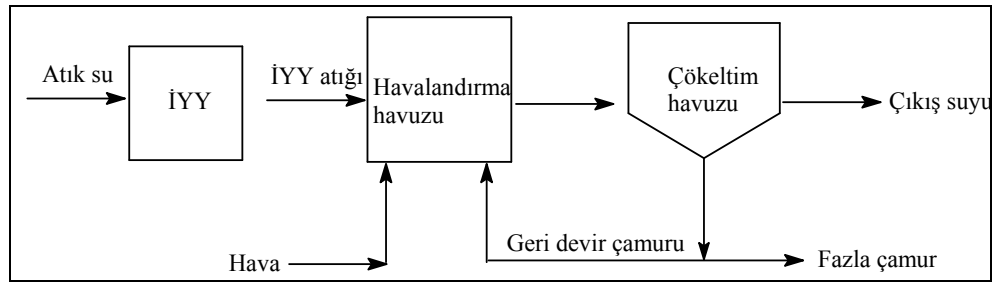 Atık su
İYY
İYY atığı
Havalandırma
havuzu
Çökeltim
havuzu
Çıkış suyu
Geri devir çamuru
Hava
Fazla çamur